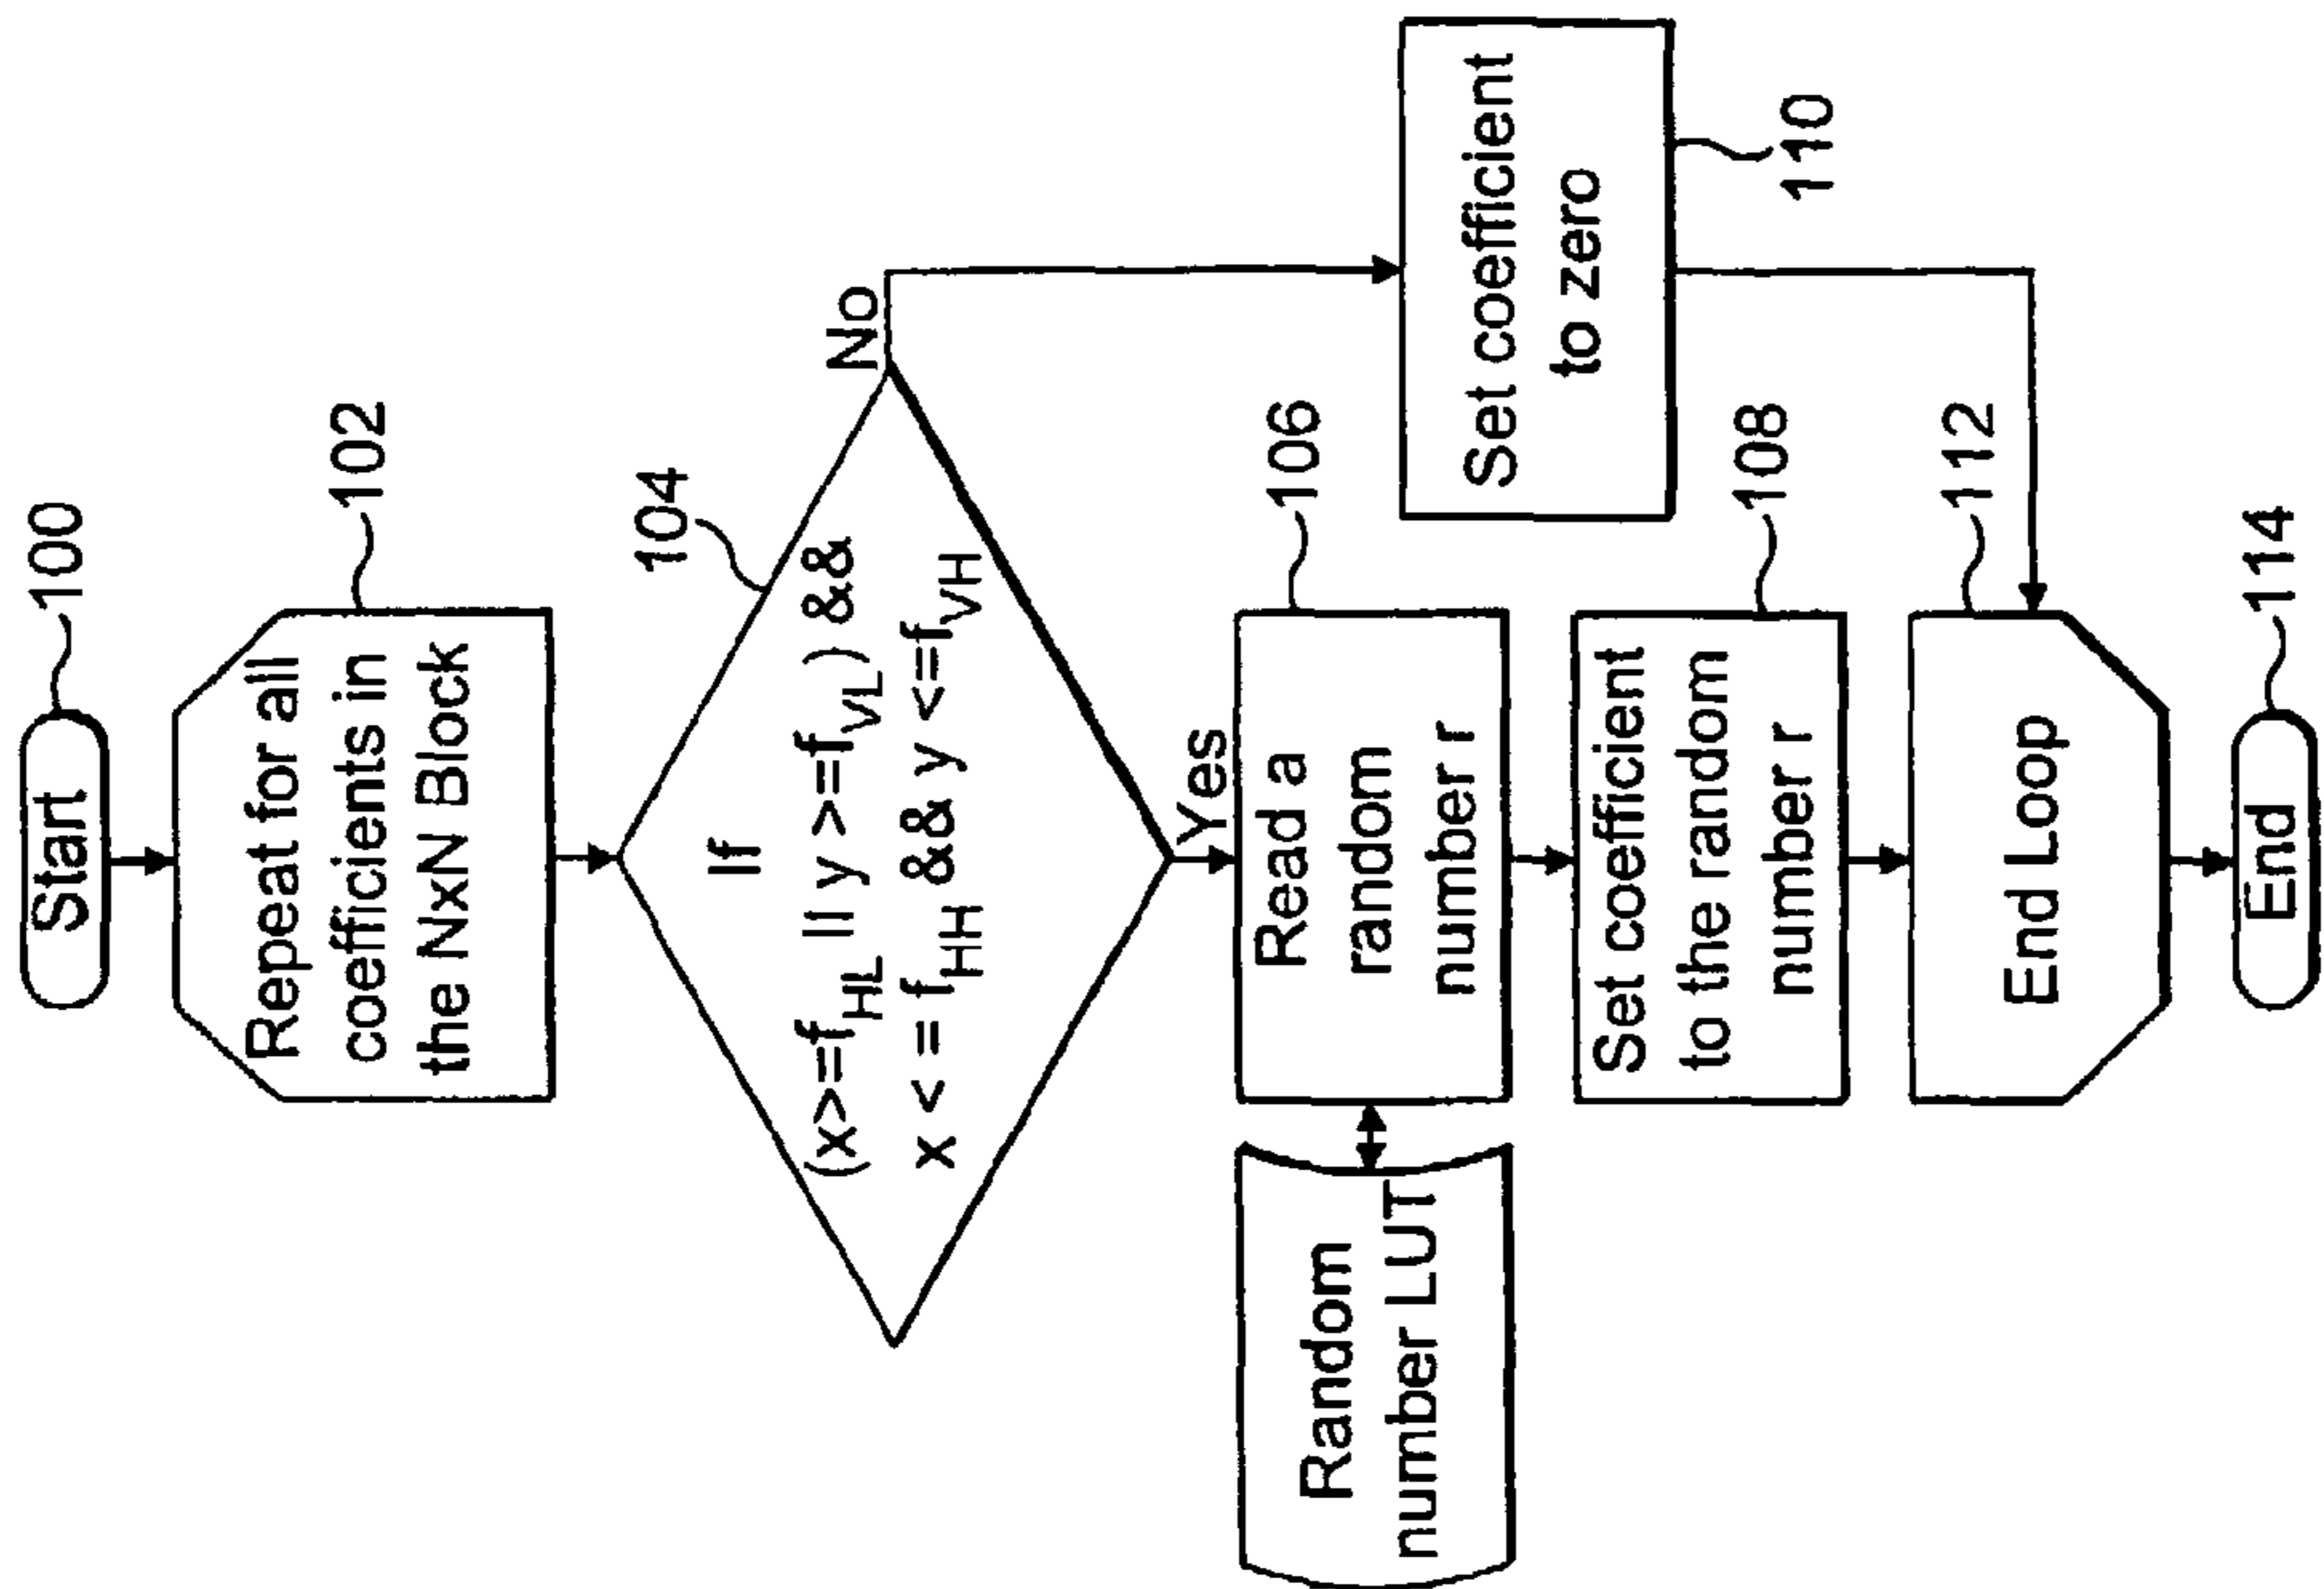 Start
100
Repeat for all
coefficients in
the NxN Block
102
104
If
(x>=f_HL || y >=f_VL) &&
x < = f_HH && y <=f_VH
No
Yes
Read a
random
number r
106
Random
number LUT
Set coefficient
to zero
110
Set coefficient
to the random
number r
108
End Loop
112
End
114